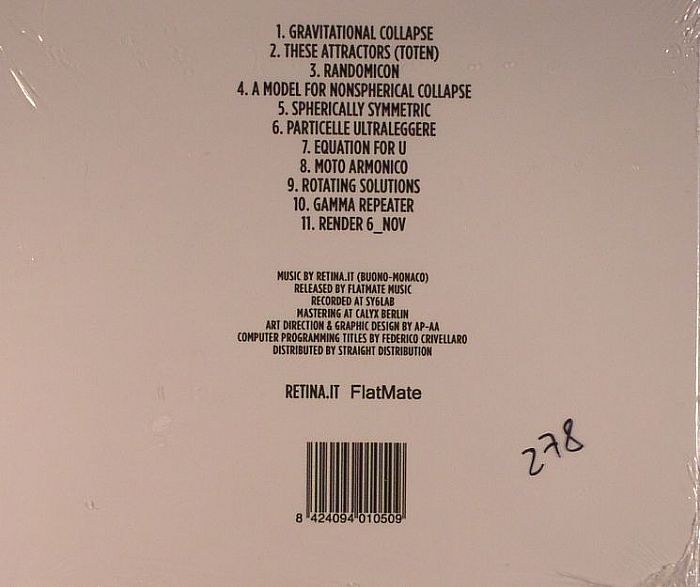 1. GRAVITATIONAL COLLAPSE
2. THESE ATTRACTORS (TOTEN)
3. RANDOMICON
4. A MODEL FOR NONSPHERICAL COLLAPSE
5. SPHERICALLY SYMMETRIC
6. PARTICELLE ULTRALEGGERE
7. EQUATION FOR U
8. MOTO ARMONICO
9. ROTATING SOLUTIONS
10. GAMMA REPEATER
11. RENDER 6_NOV
MUSIC BY RETINA.IT (BUONO-MONACO)
RELEASED BY FLATMATE MUSIC
RECORDED AT SY6LAB
MASTERING AT CALYX BERLIN
ART DIRECTION & GRAPHIC DESIGN BY AP-AA
COMPUTER PROGRAMMING TITLES BY FEDERICO CRIVELLARO
DISTRIBUTED BY STRAIGHT DISTRIBUTION
RETINA.IT FlatMate
278
8 424094 010509